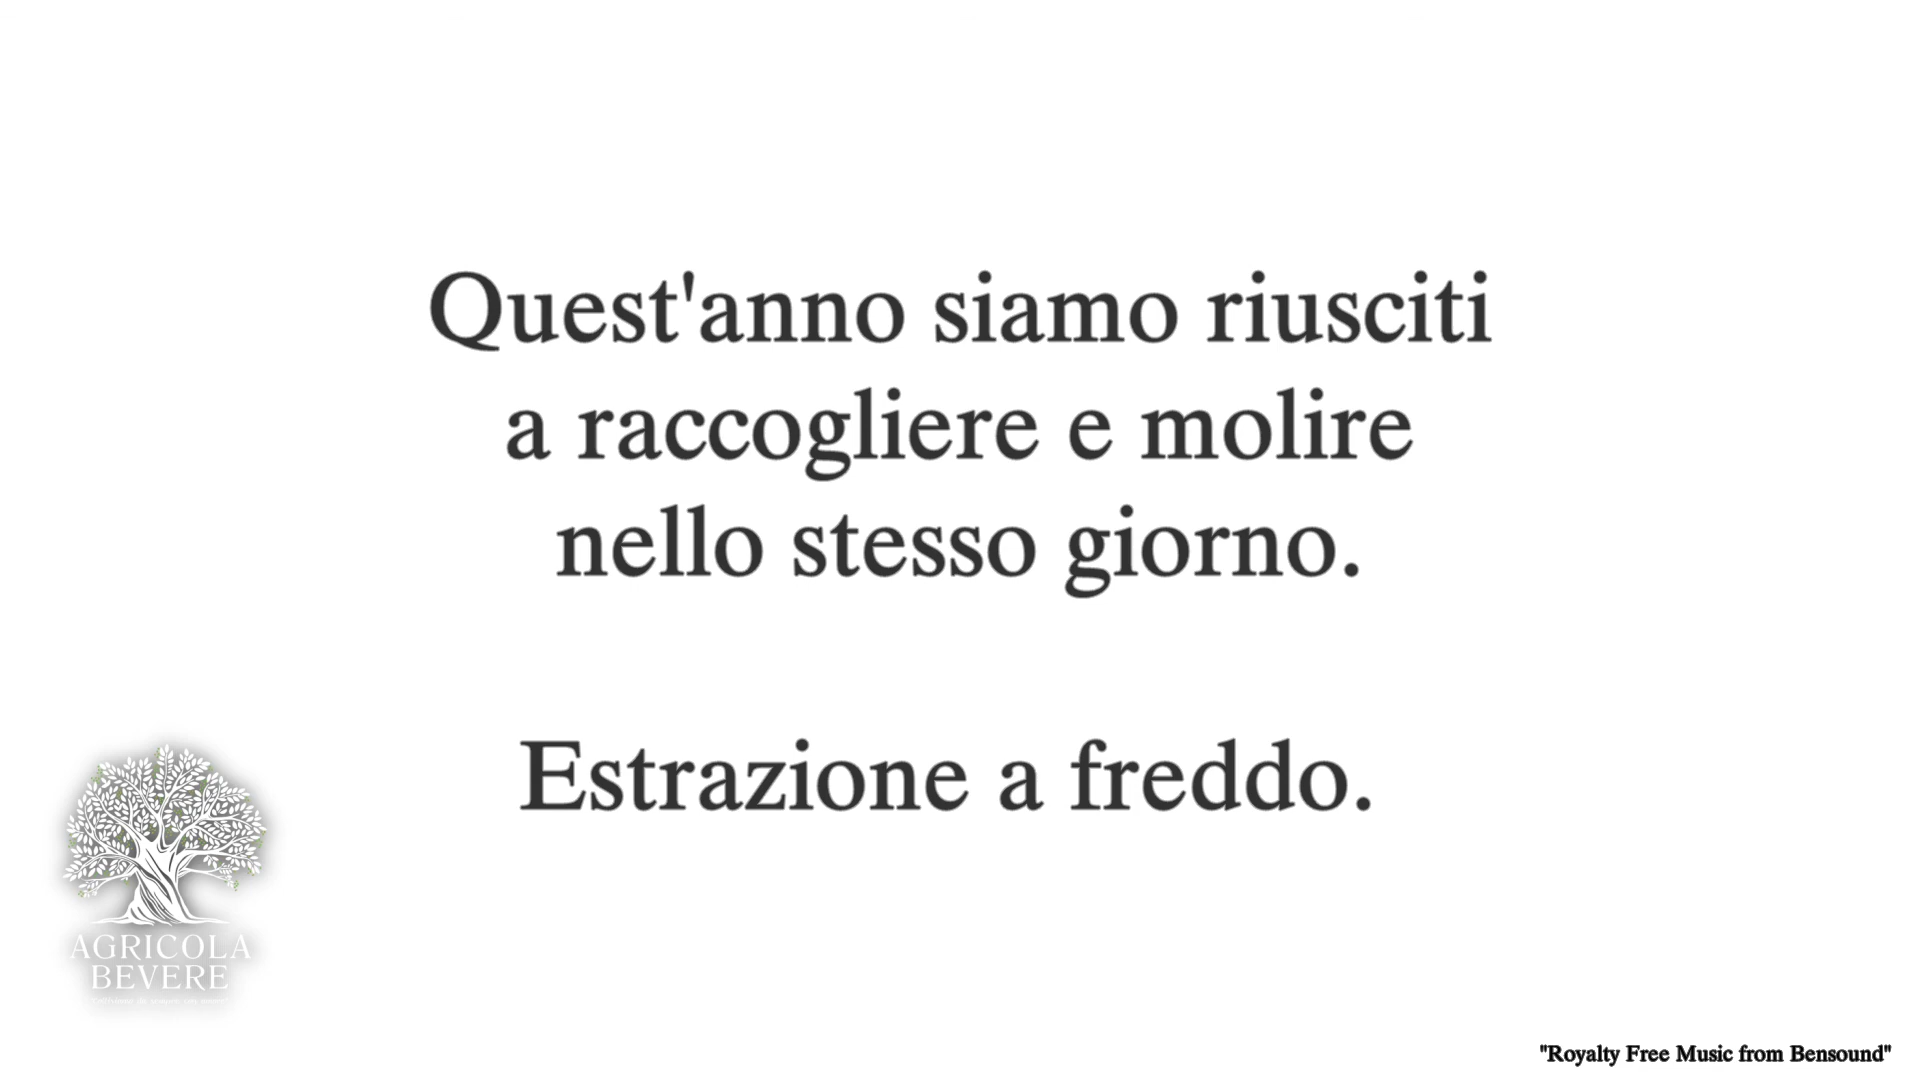 Quest'anno siamo riusciti
a raccogliere e molire
nello stesso giorno.
Estrazione a freddo.
AGRICOLA
BEVERE
"Royalty Free Music from Bensound"